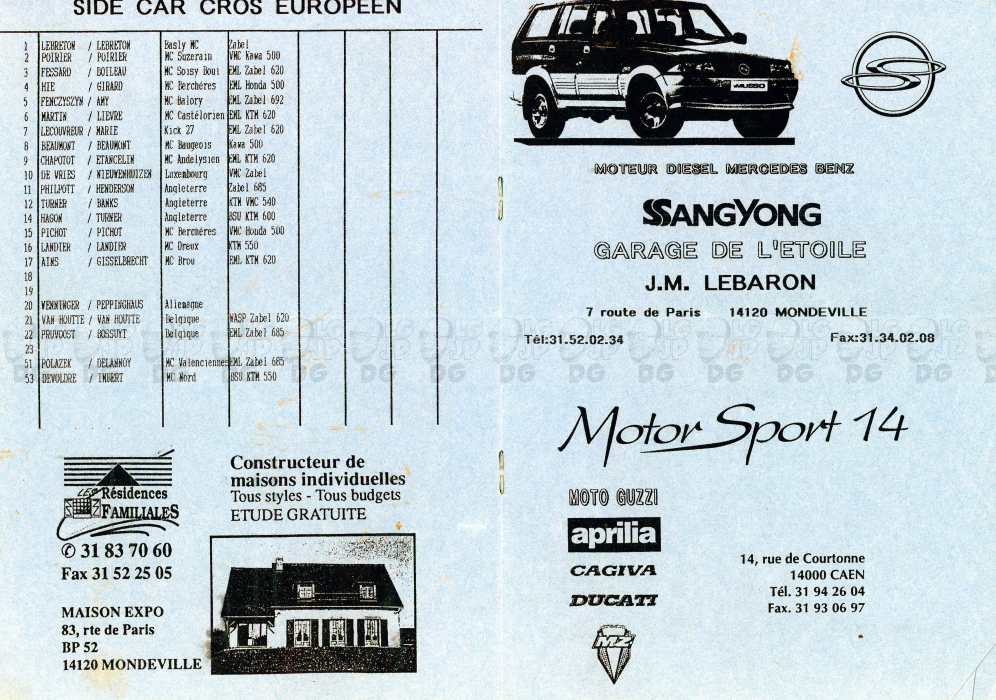 SIDE CAR CROS EUROPEEN
1 LEBRETON / LEBRETON Basly MC Zabel
2 POIRIER / POIRIER MC Suzerain VMC Kawa 500
3 FESSARD / BOILEAU MC Soisy Boui EML Zabel 620
4 HIE / GIRARD MC Berchères EML Honda 500
5 FENCZYSZYN / AMY MC Balory EML Zabel 692
6 MARTIN / LIEVRE MC Castélorien EML KTM 620
7 LECOUVREUR / MARIE Kick 27 EML Zabel 620
8 BEAUMONT / BEAUMONT MC Baugeois Kawa 500
9 CHAPOTOT / ETANCELIN MC Andelysien EML KTM 620
10 DE VRIES / NIEUWENHUIZEN Luxembourg VMC Zabel
11 PHILPOTT / HENDERSON Angleterre Zabel 685
12 TURNER / BANKS Angleterre KTM VMC 540
14 HAGON / TURNER Angleterre BSU KTM 600
15 PICHOT / PICHOT MC Berchères VMC Honda 500
16 LANDIER / LANDIER MC Dreux KTM 550
17 AIMS / GISSELBRECHT MC Brou EML KTM 620
18
19
20 WENNINGER / PEPPINGHAUS Allemagne
21 VAN HOUTTE / VAN HOUTTE Belgique WASP Zabel 620
22 PRUVOOST / BOSSUYT Belgique EML Zabel 685
23
51 POLAZEK / DELANNOY MC Valenciennes EML Zabel 685
53 DEVOLDRE / IMBERT MC Nord BSU KTM 550
LES
Résidences
FAMILIALES
✆ 31 83 70 60
Fax 31 52 25 05
MAISON EXPO
83, rte de Paris
BP 52
14120 MONDEVILLE
Constructeur de
maisons individuelles
Tous styles - Tous budgets
ETUDE GRATUITE
MUSSO
MOTEUR DIESEL MERCEDES BENZ
SSANGYONG
GARAGE DE L'ETOILE
J.M. LEBARON
7 route de Paris 14120 MONDEVILLE
Tél:31.52.02.34 Fax:31.34.02.08
Motor Sport 14
MOTO GUZZI
aprilia
CAGIVA
DUCATI
MZ
14, rue de Courtonne
14000 CAEN
Tél. 31 94 26 04
Fax. 31 93 06 97